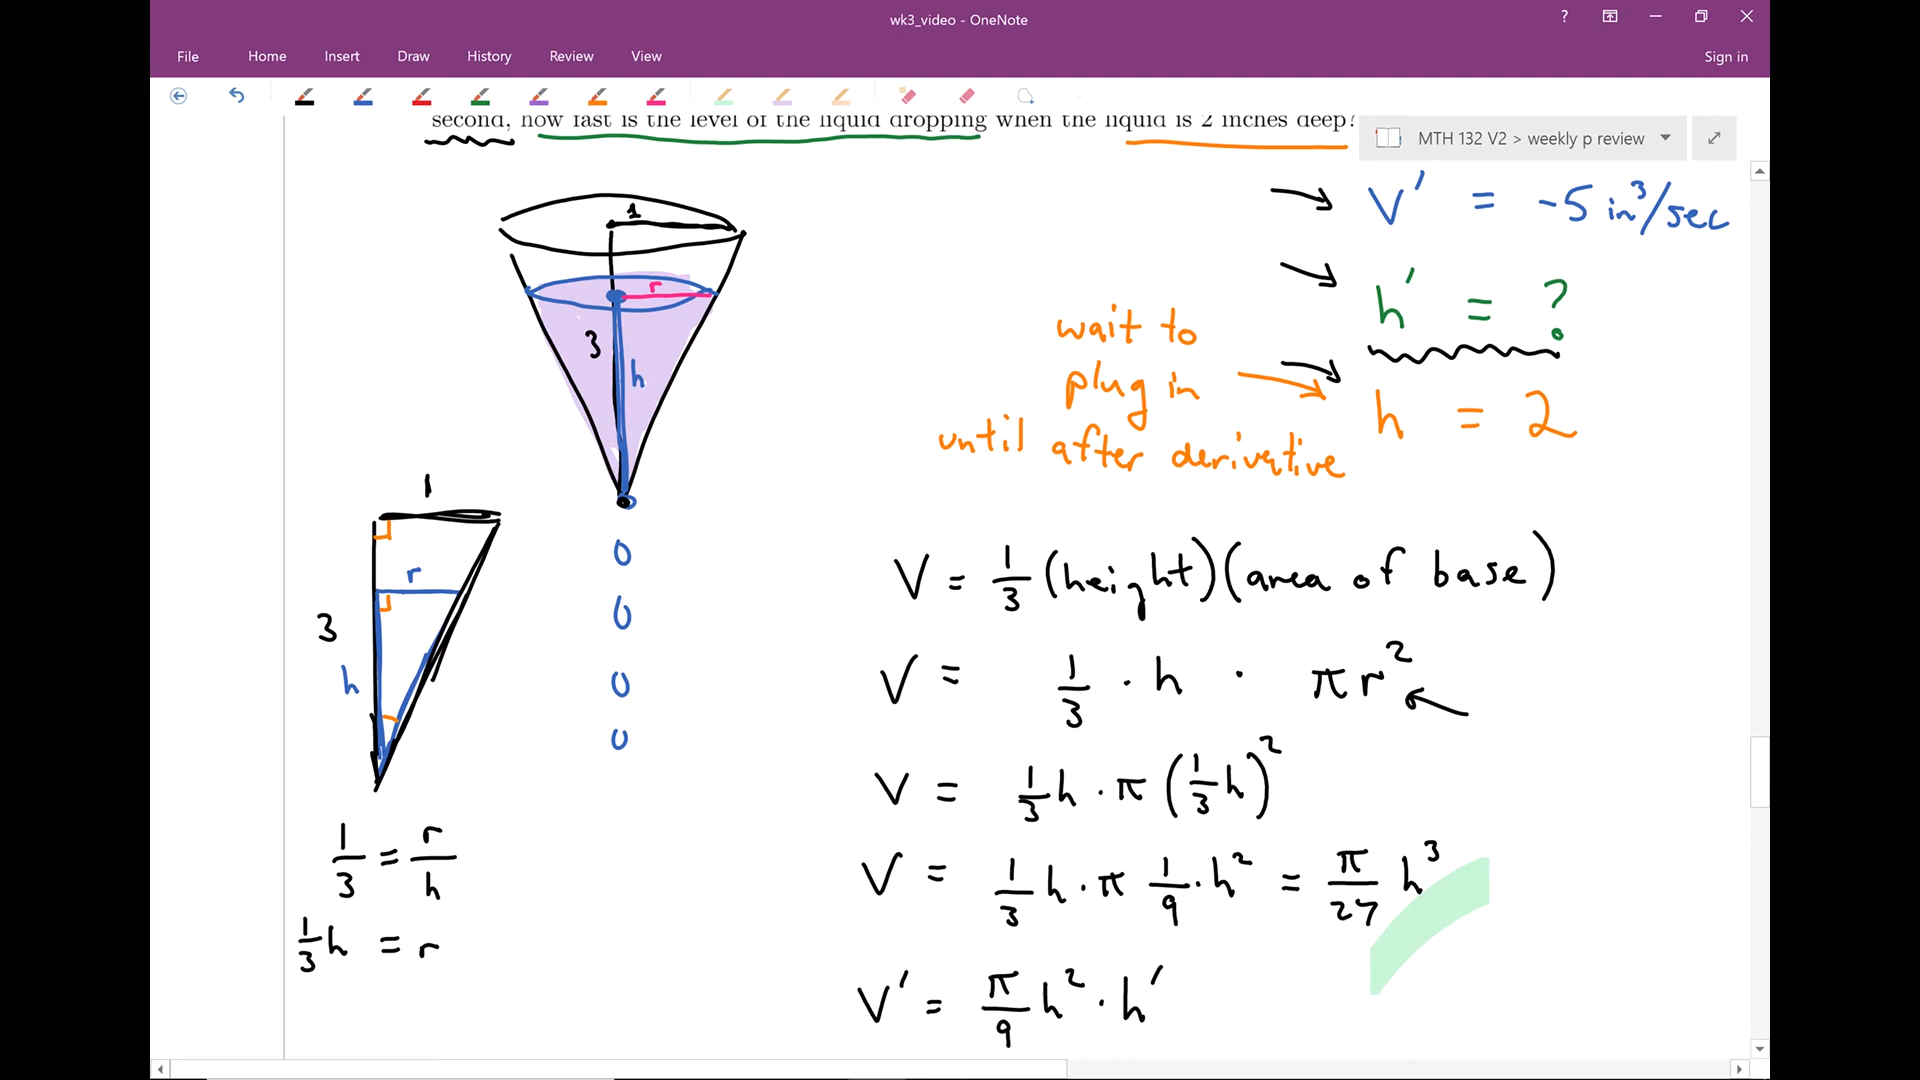 wk3_video - OneNote
?
File Home Insert Draw History Review View Sign in
second, how fast is the level of the liquid dropping when the liquid is 2 inches deep?
MTH 132 V2 > weekly p review
V' = -5 in³/sec
h' = ?
h = 2
wait to
plug in
until after derivative
1
r
3
h
1
r
3
h
0
0
0
0
1/3 = r/h
1/3 h = r
V = 1/3 (height)(area of base)
V = 1/3 · h · πr²
V = 1/3 h · π (1/3 h)²
V = 1/3 h · π 1/9 · h² = π/27 h³
V' = π/9 h² · h'